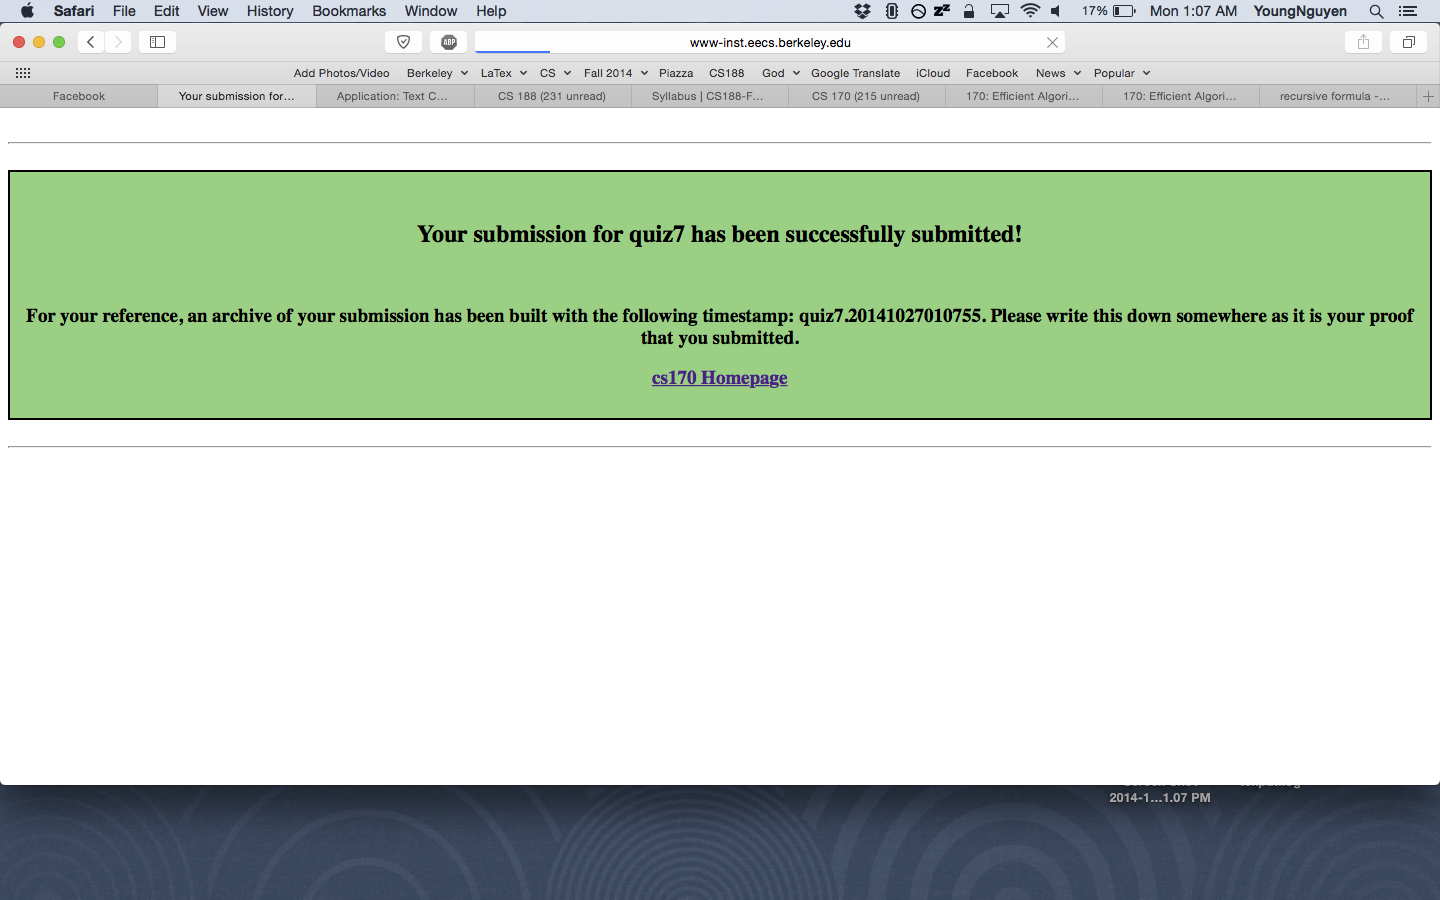 Safari File Edit View History Bookmarks Window Help 17% Mon 1:07 AM YoungNguyen
ABP www-inst.eecs.berkeley.edu
Add Photos/Video Berkeley LaTex CS Fall 2014 Piazza CS188 God Google Translate iCloud Facebook News Popular
Facebook Your submission for... Application: Text C... CS 188 (231 unread) Syllabus | CS188-F... CS 170 (215 unread) 170: Efficient Algori... 170: Efficient Algori... recursive formula -...
Your submission for quiz7 has been successfully submitted!
For your reference, an archive of your submission has been built with the following timestamp: quiz7.20141027010755. Please write this down somewhere as it is your proof
that you submitted.
cs170 Homepage
2014-1...1.07 PM